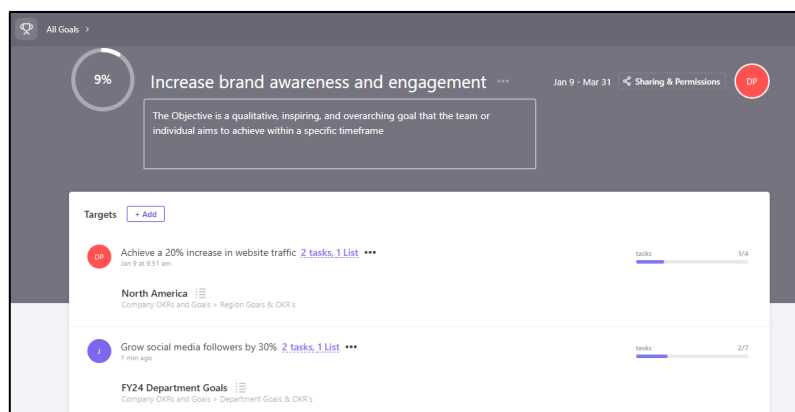 All Goals >
9%
Increase brand awareness and engagement ...
Jan 9 - Mar 31
Sharing & Permissions
DP
The Objective is a qualitative, inspiring, and overarching goal that the team or
individual aims to achieve within a specific timeframe
Targets
+ Add
DP
Achieve a 20% increase in website traffic 2 tasks, 1 List •••
Jan 9 at 9:51 am
tasks 1/4
North America
Company OKRs and Goals > Region Goals & OKR's
J
Grow social media followers by 30% 2 tasks, 1 List •••
1 min ago
tasks 2/7
FY24 Department Goals
Company OKRs and Goals > Department Goals & OKR's